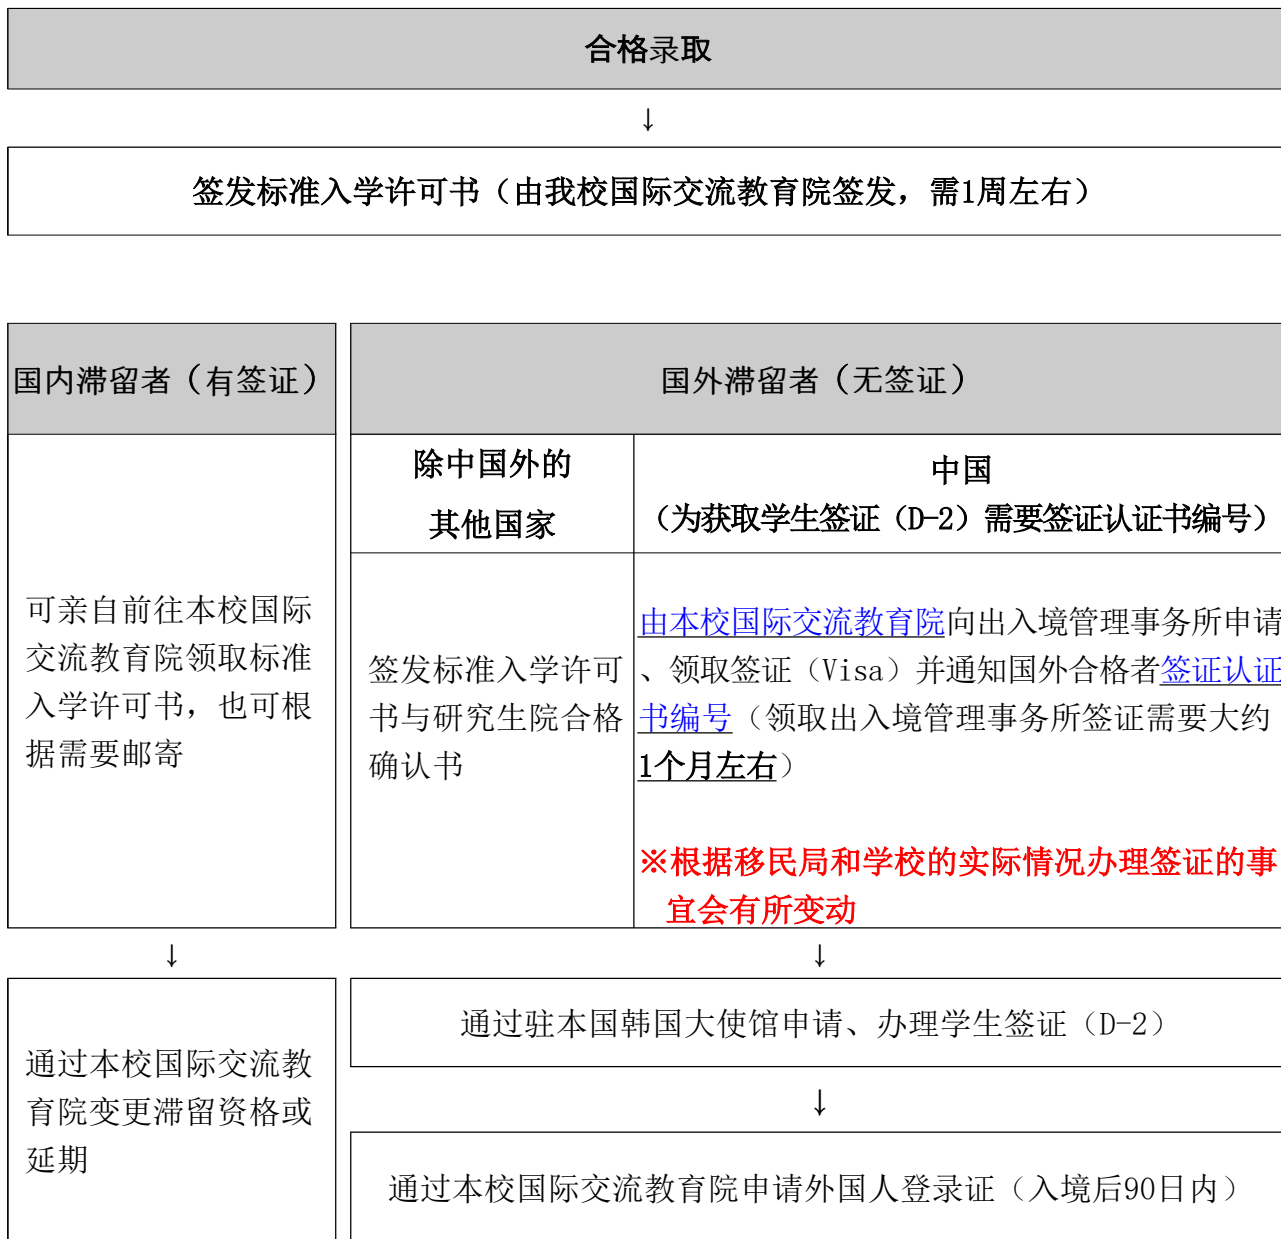 合格录取
↓
签发标准入学许可书（由我校国际交流教育院签发，需1周左右）
国内滞留者（有签证）
国外滞留者（无签证）
除中国外的
其他国家
中国
（为获取学生签证（D-2）需要签证认证书编号）
可亲自前往本校国际
交流教育院领取标准
入学许可书，也可根
据需要邮寄
签发标准入学许可
书与研究生院合格
确认书
由本校国际交流教育院向出入境管理事务所申请
、领取签证（Visa）并通知国外合格者签证认证
书编号（领取出入境管理事务所签证需要大约
1个月左右）
※根据移民局和学校的实际情况办理签证的事
宜会有所变动
↓
↓
通过本校国际交流教
育院变更滞留资格或
延期
通过驻本国韩国大使馆申请、办理学生签证（D-2）
↓
通过本校国际交流教育院申请外国人登录证（入境后90日内）